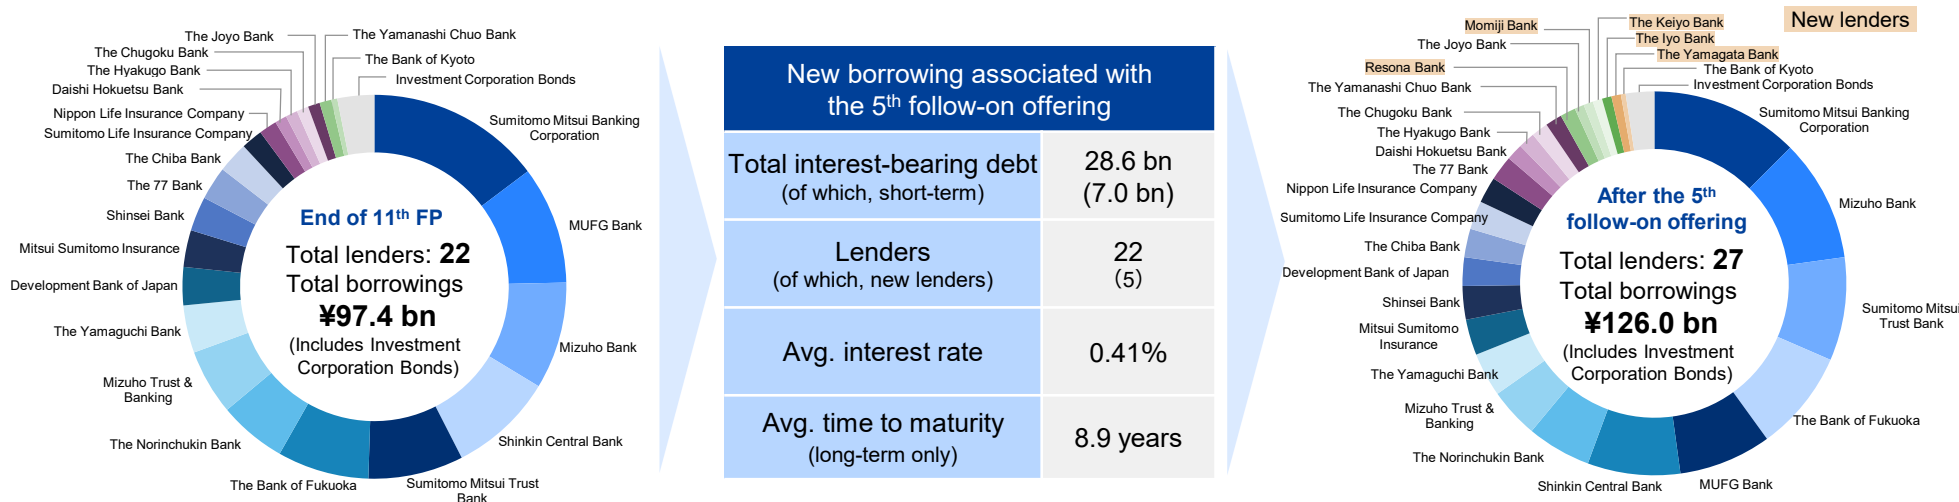 The Joyo Bank
The Yamanashi Chuo Bank
The Chugoku Bank
The Bank of Kyoto
The Hyakugo Bank
Investment Corporation Bonds
Daishi Hokuetsu Bank
Nippon Life Insurance Company
Sumitomo Life Insurance Company
Sumitomo Mitsui Banking
Corporation
The Chiba Bank
The 77 Bank
Shinsei Bank
MUFG Bank
Mitsui Sumitomo Insurance
Development Bank of Japan
The Yamaguchi Bank
Mizuho Bank
Mizuho Trust &
Banking
The Norinchukin Bank
Shinkin Central Bank
The Bank of Fukuoka
Sumitomo Mitsui Trust
Bank
End of 11th FP
Total lenders: 22
Total borrowings
¥97.4 bn
(Includes Investment
Corporation Bonds)
New borrowing associated with
the 5th follow-on offering
Total interest-bearing debt
(of which, short-term)
28.6 bn
(7.0 bn)
Lenders
(of which, new lenders)
22
(5)
Avg. interest rate
0.41%
Avg. time to maturity
(long-term only)
8.9 years
New lenders
Momiji Bank
The Keiyo Bank
The Joyo Bank
The Iyo Bank
The Yamagata Bank
Resona Bank
The Bank of Kyoto
The Yamanashi Chuo Bank
Investment Corporation Bonds
The Chugoku Bank
Sumitomo Mitsui Banking
Corporation
The Hyakugo Bank
Daishi Hokuetsu Bank
The 77 Bank
Nippon Life Insurance Company
Mizuho Bank
Sumitomo Life Insurance Company
The Chiba Bank
Development Bank of Japan
Shinsei Bank
Sumitomo Mitsui
Trust Bank
Mitsui Sumitomo
Insurance
The Yamaguchi Bank
Mizuho Trust &
Banking
The Bank of Fukuoka
The Norinchukin Bank
Shinkin Central Bank
MUFG Bank
After the 5th
follow-on offering
Total lenders: 27
Total borrowings
¥126.0 bn
(Includes Investment
Corporation Bonds)